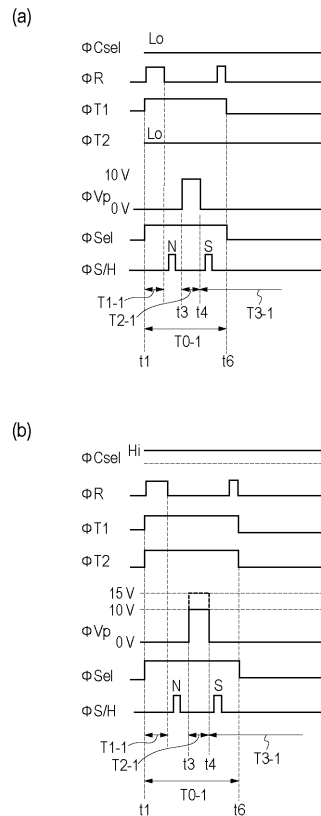 (a)
ΦCsel Lo
ΦR
ΦT1
ΦT2 Lo
10 V
ΦVp
0 V
ΦSel
N S
ΦS/H
T1-1
T2-1 t3 t4 T3-1
T0-1
t1 t6
(b)
Hi
ΦCsel
ΦR
ΦT1
ΦT2
15 V
10 V
ΦVp
0 V
ΦSel
N S
ΦS/H
T1-1
T2-1 t3 t4 T3-1
T0-1
t1 t6